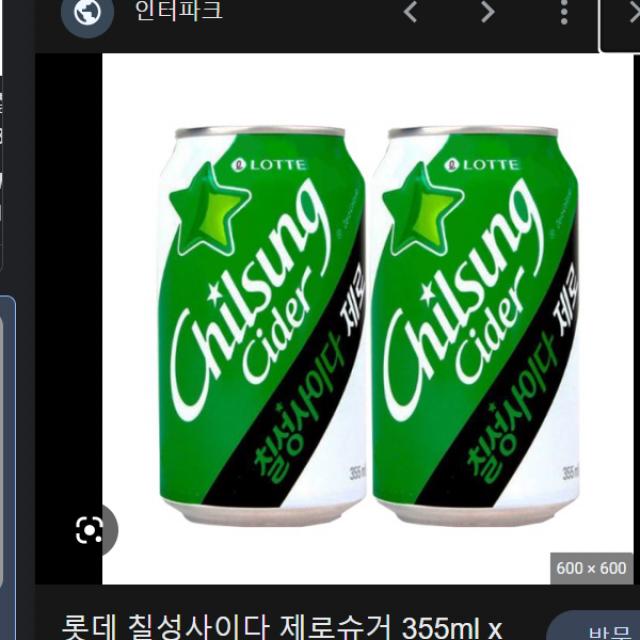 인터파크
LOTTE
Chilsung
Cider
칠성사이다 제로
355ml
LOTTE
Chilsung
Cider
칠성사이다 제로
355ml
600 × 600
롯데 칠성사이다 제로슈거 355ml x
방문